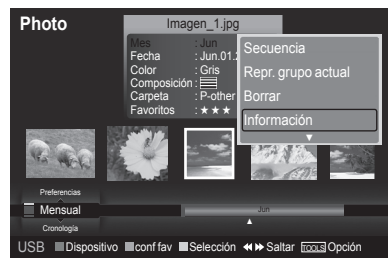 Photo
Imagen_1.jpg
Mes : Jun
Fecha : Jun.01.2
Color : Gris
Composición :
Carpeta : P-other
Favoritos : ★★★
Secuencia
Repr. grupo actual
Borrar
Información
Preferencias
Mensual
Jun
Cronología
USB Dispositivo conf fav Selección Saltar TOOLS Opción